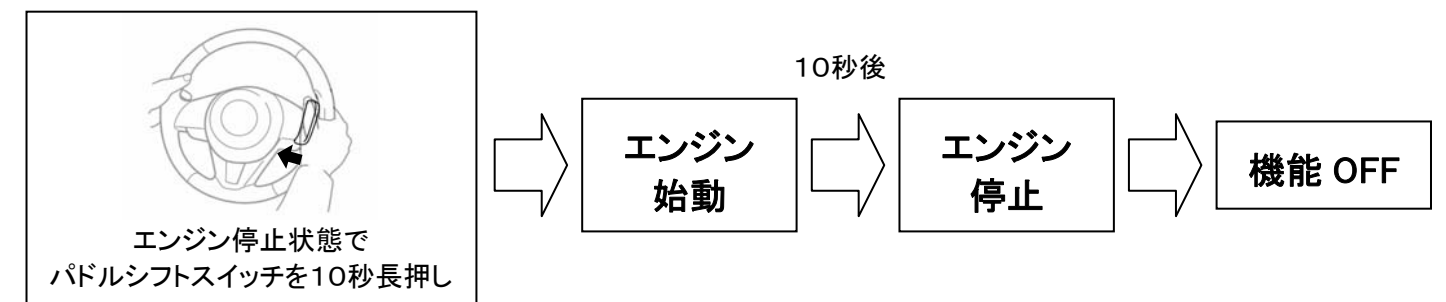 エンジン停止状態で
パドルシフトスイッチを10秒長押し
エンジン
始動
10秒後
エンジン
停止
機能 OFF